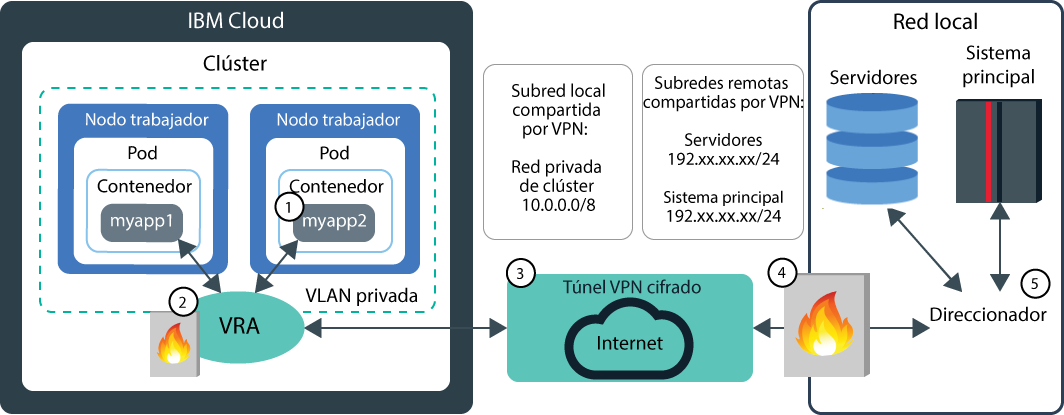 IBM Cloud
Clúster
Nodo trabajador
Pod
Contenedor
myapp1
Nodo trabajador
Pod
Contenedor
1
myapp2
VLAN privada
2
VRA
Subred local
compartida
por VPN:
Red privada
de clúster
10.0.0.0/8
Subredes remotas
compartidas por VPN:
Servidores
192.xx.xx.xx/24
Sistema principal
192.xx.xx.xx/24
3
Túnel VPN cifrado
Internet
4
Red local
Servidores
Sistema
principal
5
Direccionador